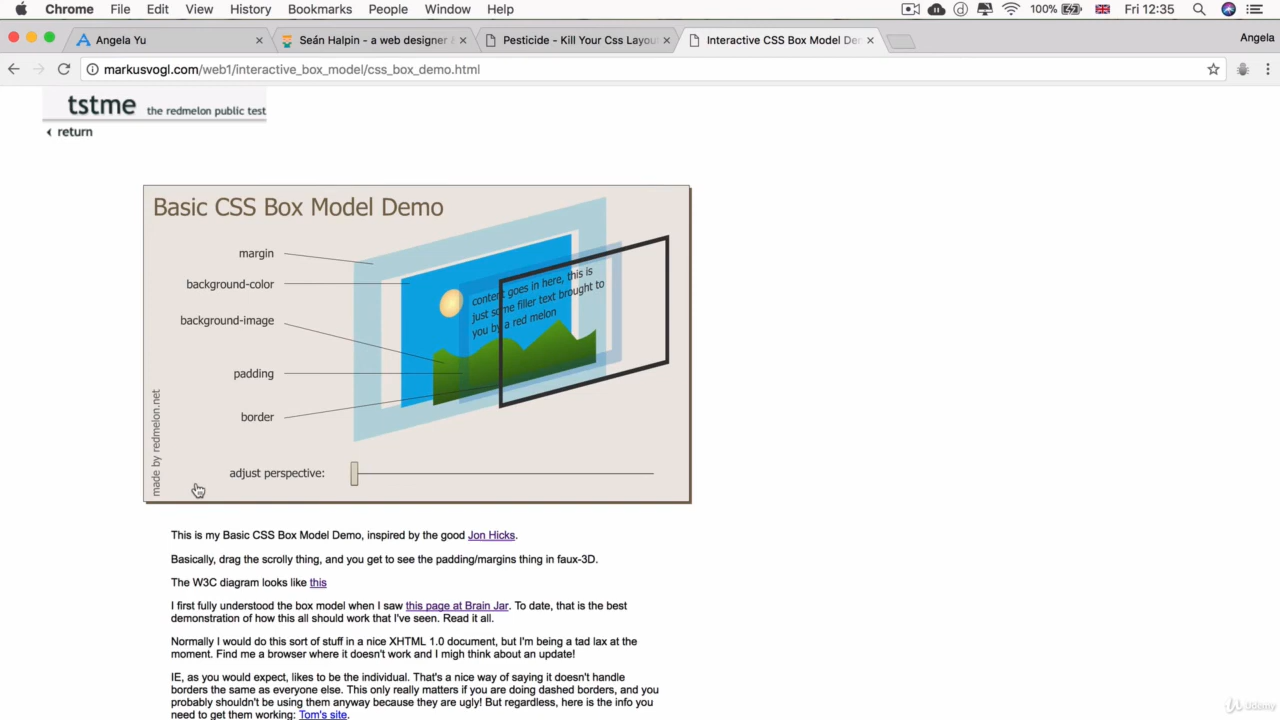 Chrome File Edit View History Bookmarks People Window Help 100% Fri 12:35
Angela Yu Seán Halpin - a web designer Pesticide - Kill Your Css Layou Interactive CSS Box Model De Angela
markusvogl.com/web1/interactive_box_model/css_box_demo.html
tstme the redmelon public test
return
Basic CSS Box Model Demo
margin
background-color
background-image
padding
border
content goes in here, this is
just some filler text brought to
you by a red melon
made by redmelon.net
adjust perspective:
This is my Basic CSS Box Model Demo, inspired by the good Jon Hicks.
Basically, drag the scrolly thing, and you get to see the padding/margins thing in faux-3D.
The W3C diagram looks like this
I first fully understood the box model when I saw this page at Brain Jar. To date, that is the best
demonstration of how this all should work that I've seen. Read it all.
Normally I would do this sort of stuff in a nice XHTML 1.0 document, but I'm being a tad lax at the
moment. Find me a browser where it doesn't work and I migh think about an update!
IE, as you would expect, likes to be the individual. That's a nice way of saying it doesn't handle
borders the same as everyone else. This only really matters if you are doing dashed borders, and you
probably shouldn't be using them anyway because they are ugly! But regardless, here is the info you
need to get them working: Tom's site.
Udemy